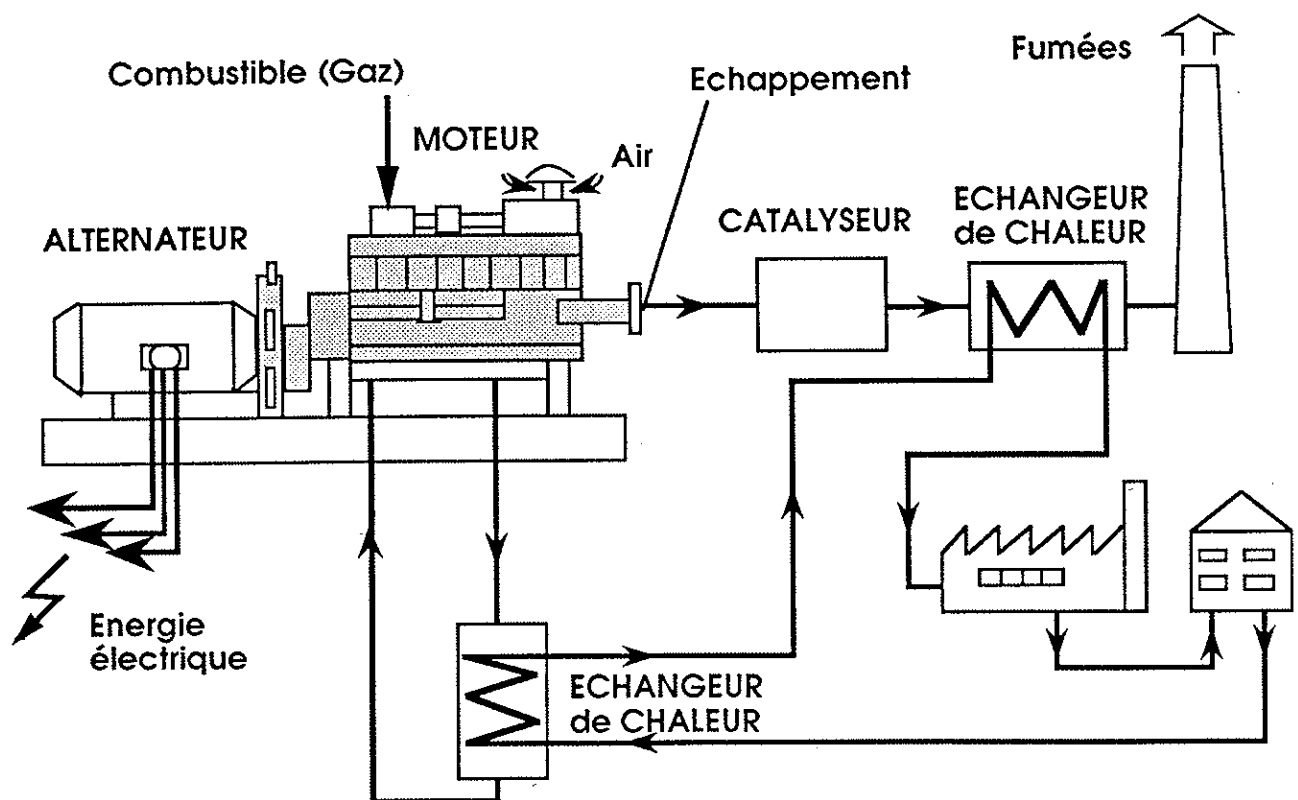 Fumées
Combustible (Gaz)
Echappement
MOTEUR
Air
ECHANGEUR
de CHALEUR
CATALYSEUR
ALTERNATEUR
Energie
électrique
ECHANGEUR
de CHALEUR